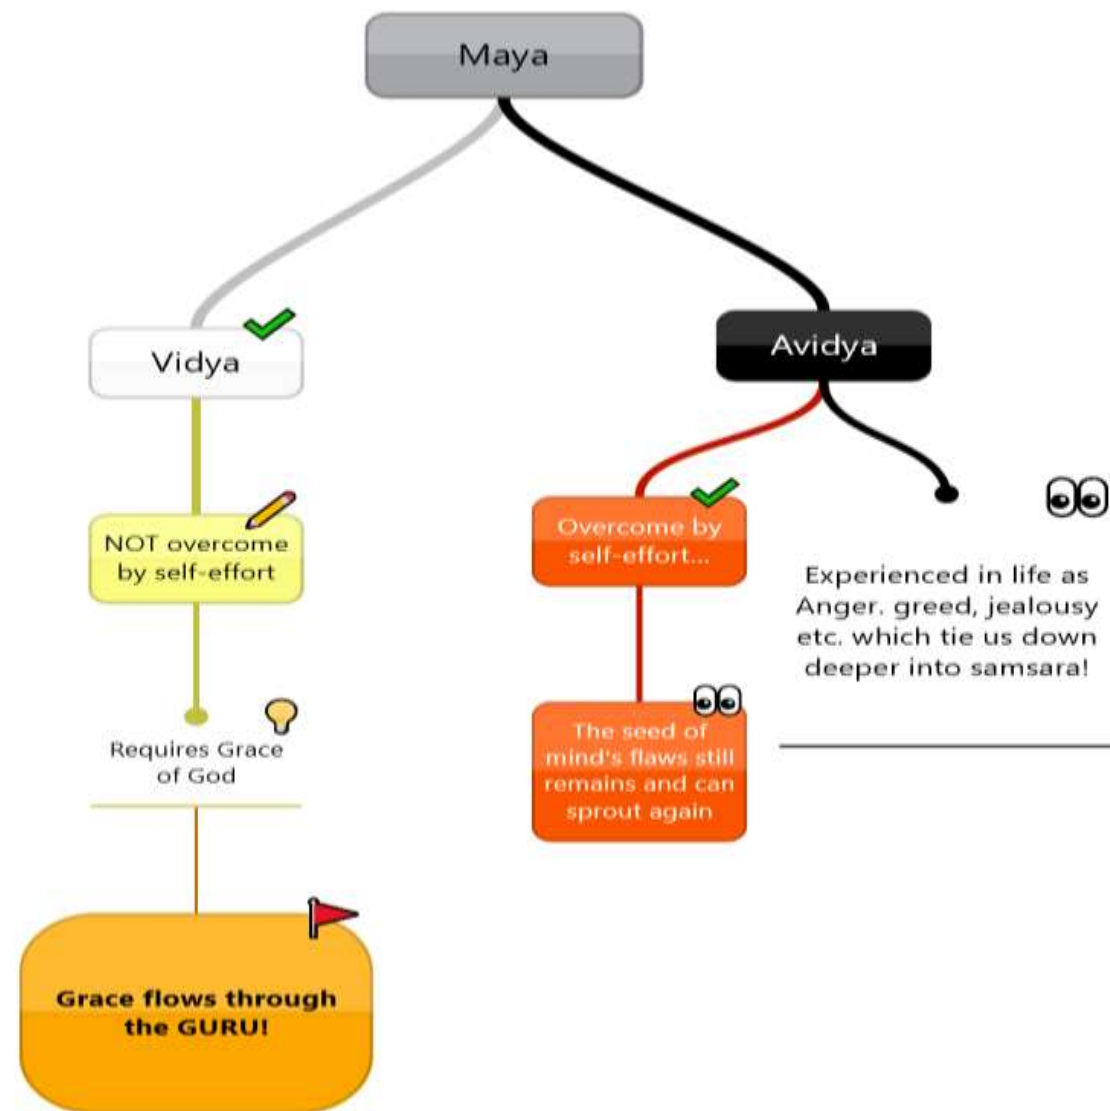 Maya
Vidya
NOT overcome
by self-effort
Requires Grace
of God
Grace flows through
the GURU!
Avidya
Overcome by
self-effort...
The seed of
mind's flaws still
remains and can
sprout again
Experienced in life as
Anger. greed, jealousy
etc. which tie us down
deeper into samsara!